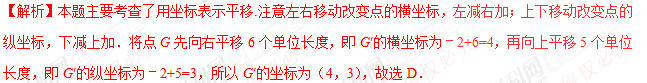 【解析】本题主要考查了用坐标表示平移.注意左右移动改变点的横坐标，左减右加；上下移动改变点的
纵坐标，下减上加．将点 G 先向右平移 6 个单位长度，即 G′的横坐标为﹣2+6=4，再向上平移 5 个单位
长度，即 G′的纵坐标为﹣2+5=3，所以 G′的坐标为（4，3），故选 D．